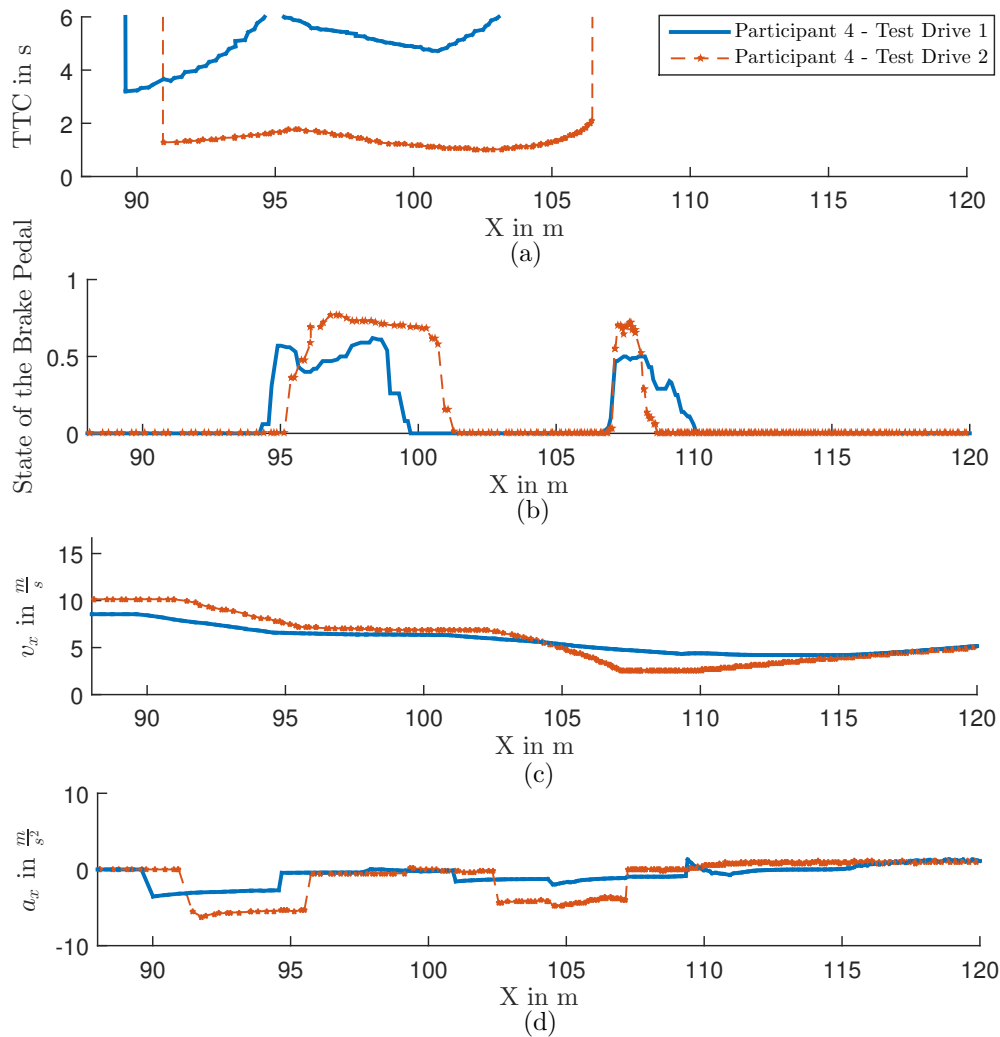 TTC in s
6
4
2
0
Participant 4 - Test Drive 1
Participant 4 - Test Drive 2
90 95 100 105 110 115 120
X in m
(a)
State of the Brake Pedal
1
0.5
0
90 95 100 105 110 115 120
X in m
(b)
v_x in m/s
15
10
5
0
90 95 100 105 110 115 120
X in m
(c)
a_x in m/s²
10
0
-10
90 95 100 105 110 115 120
X in m
(d)